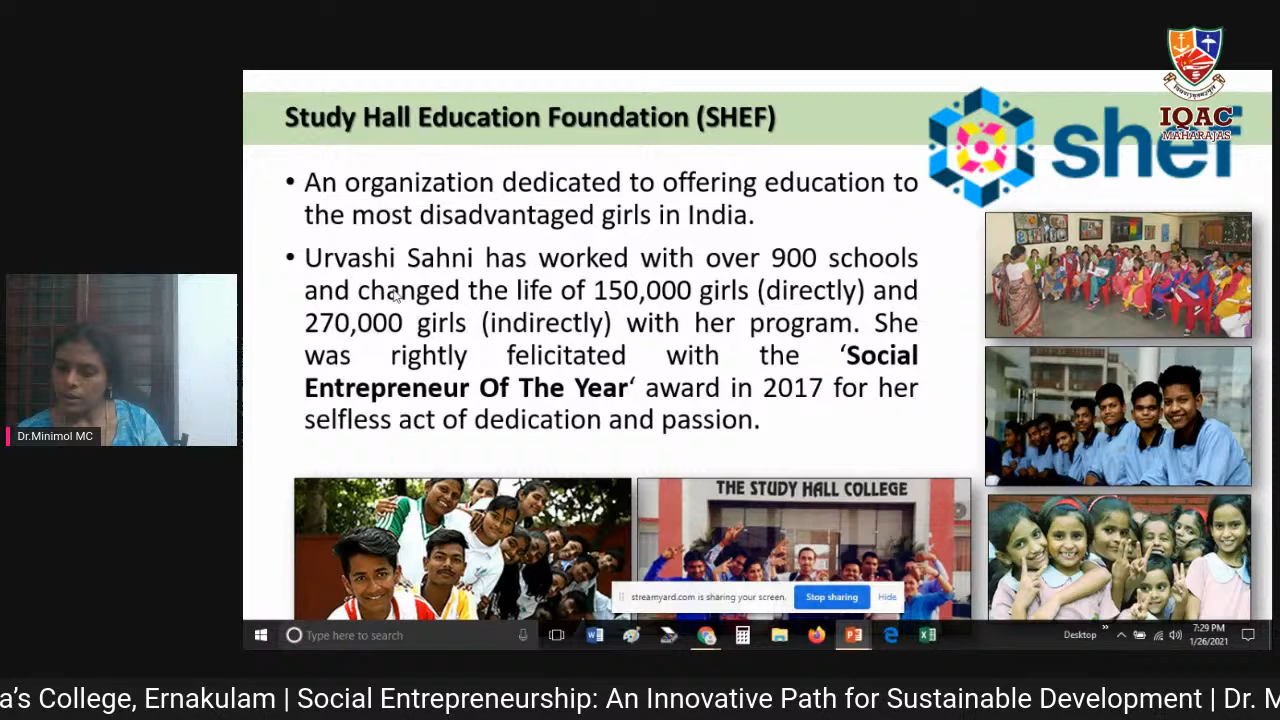 Study Hall Education Foundation (SHEF)
IQAC
MAHARAJAS
shef
• An organization dedicated to offering education to
the most disadvantaged girls in India.
• Urvashi Sahni has worked with over 900 schools
and changed the life of 150,000 girls (directly) and
270,000 girls (indirectly) with her program. She
was rightly felicitated with the ‘Social
Entrepreneur Of The Year‘ award in 2017 for her
selfless act of dedication and passion.
Dr.Minimol MC
THE STUDY HALL COLLEGE
streamyard.com is sharing your screen.
Stop sharing
Hide
Type here to search
Desktop
7:29 PM
1/26/2021
a’s College, Ernakulam | Social Entrepreneurship: An Innovative Path for Sustainable Development | Dr. M